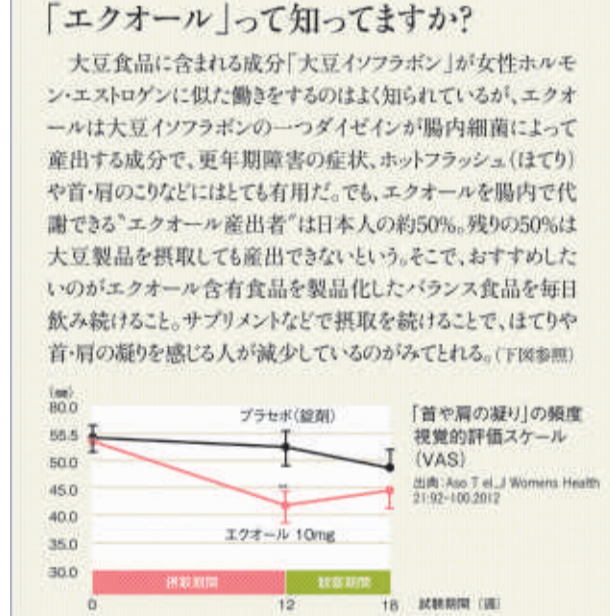 「エクオール」って知ってますか?
大豆食品に含まれる成分「大豆イソフラボン」が女性ホルモ
ン・エストロゲンに似た働きをするのはよく知られているが、エクオ
ールは大豆イソフラボンの一つダイゼインが腸内細菌によって
産出する成分で、更年期障害の症状、ホットフラッシュ(ほてり)
や首・肩のこりなどにはとても有用だ。でも、エクオールを腸内で代
謝できる〝エクオール産出者〟は日本人の約50%。残りの50%は
大豆製品を摂取しても産出できないという。そこで、おすすめした
いのがエクオール含有食品を製品化したバランス食品を毎日
飲み続けること。サプリメントなどで摂取を続けることで、ほてりや
首・肩の凝りを感じる人が減少しているのがみてとれる。(下図参照)
(㎜)
80.0
55.5
50.0
45.0
40.0
35.0
30.0
プラセボ(錠剤)
**
エクオール 10mg
摂取期間
観察期間
0
12
18
試験期間 (週)
「首や肩の凝り」の頻度
視覚的評価スケール
(VAS)
出典:Aso T el.,J Womens Health
21:92-100.2012